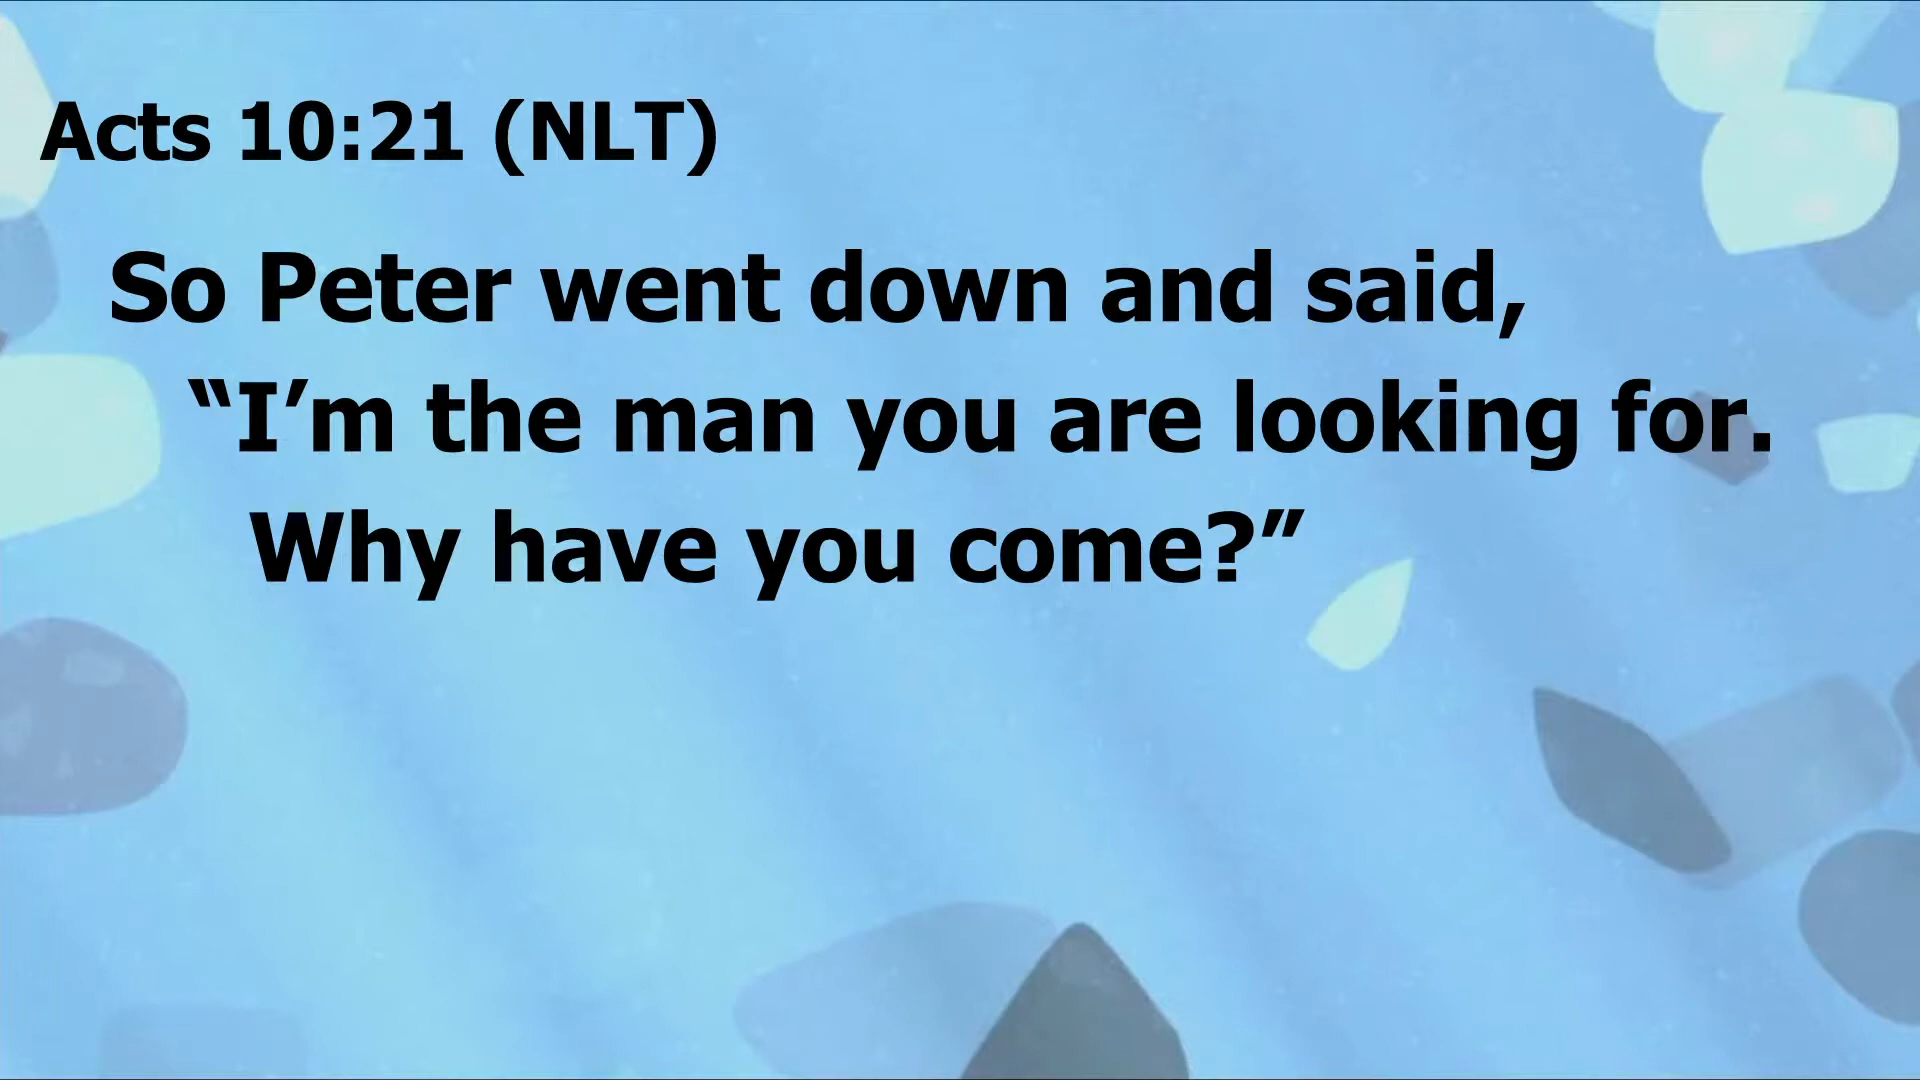 Acts 10:21 (NLT)
So Peter went down and said,
“I’m the man you are looking for.
Why have you come?”